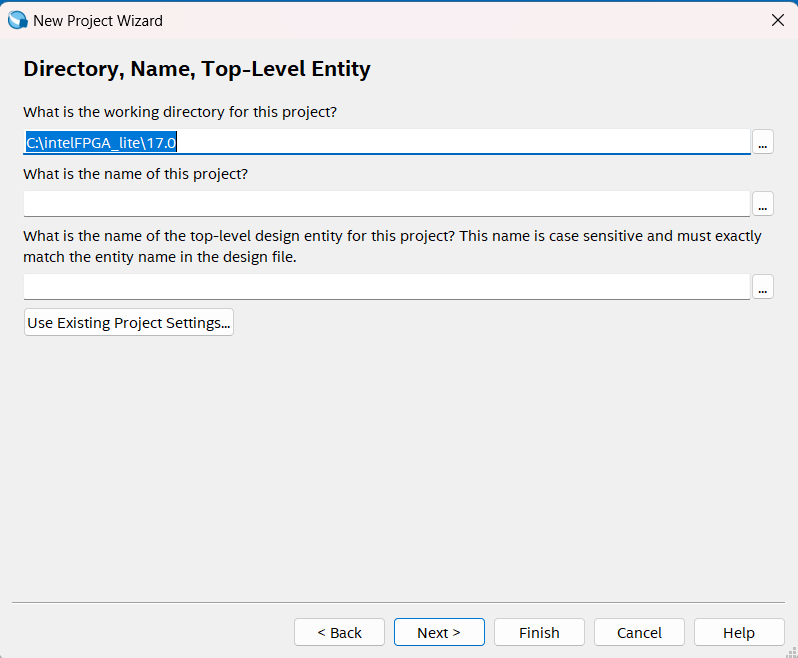 New Project Wizard
Directory, Name, Top-Level Entity
What is the working directory for this project?
C:\intelFPGA_lite\17.0
...
What is the name of this project?
...
What is the name of the top-level design entity for this project? This name is case sensitive and must exactly
match the entity name in the design file.
...
Use Existing Project Settings...
< Back
Next >
Finish
Cancel
Help